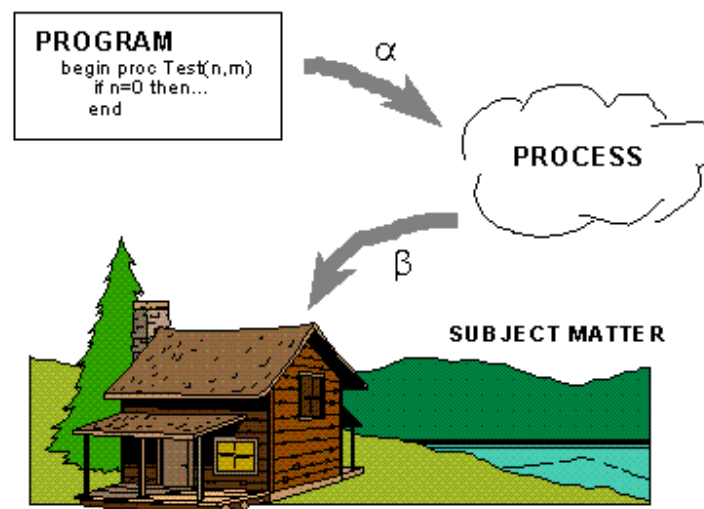 PROGRAM
begin proc Test(n,m)
if n=0 then...
end
α
PROCESS
β
SUBJECT MATTER